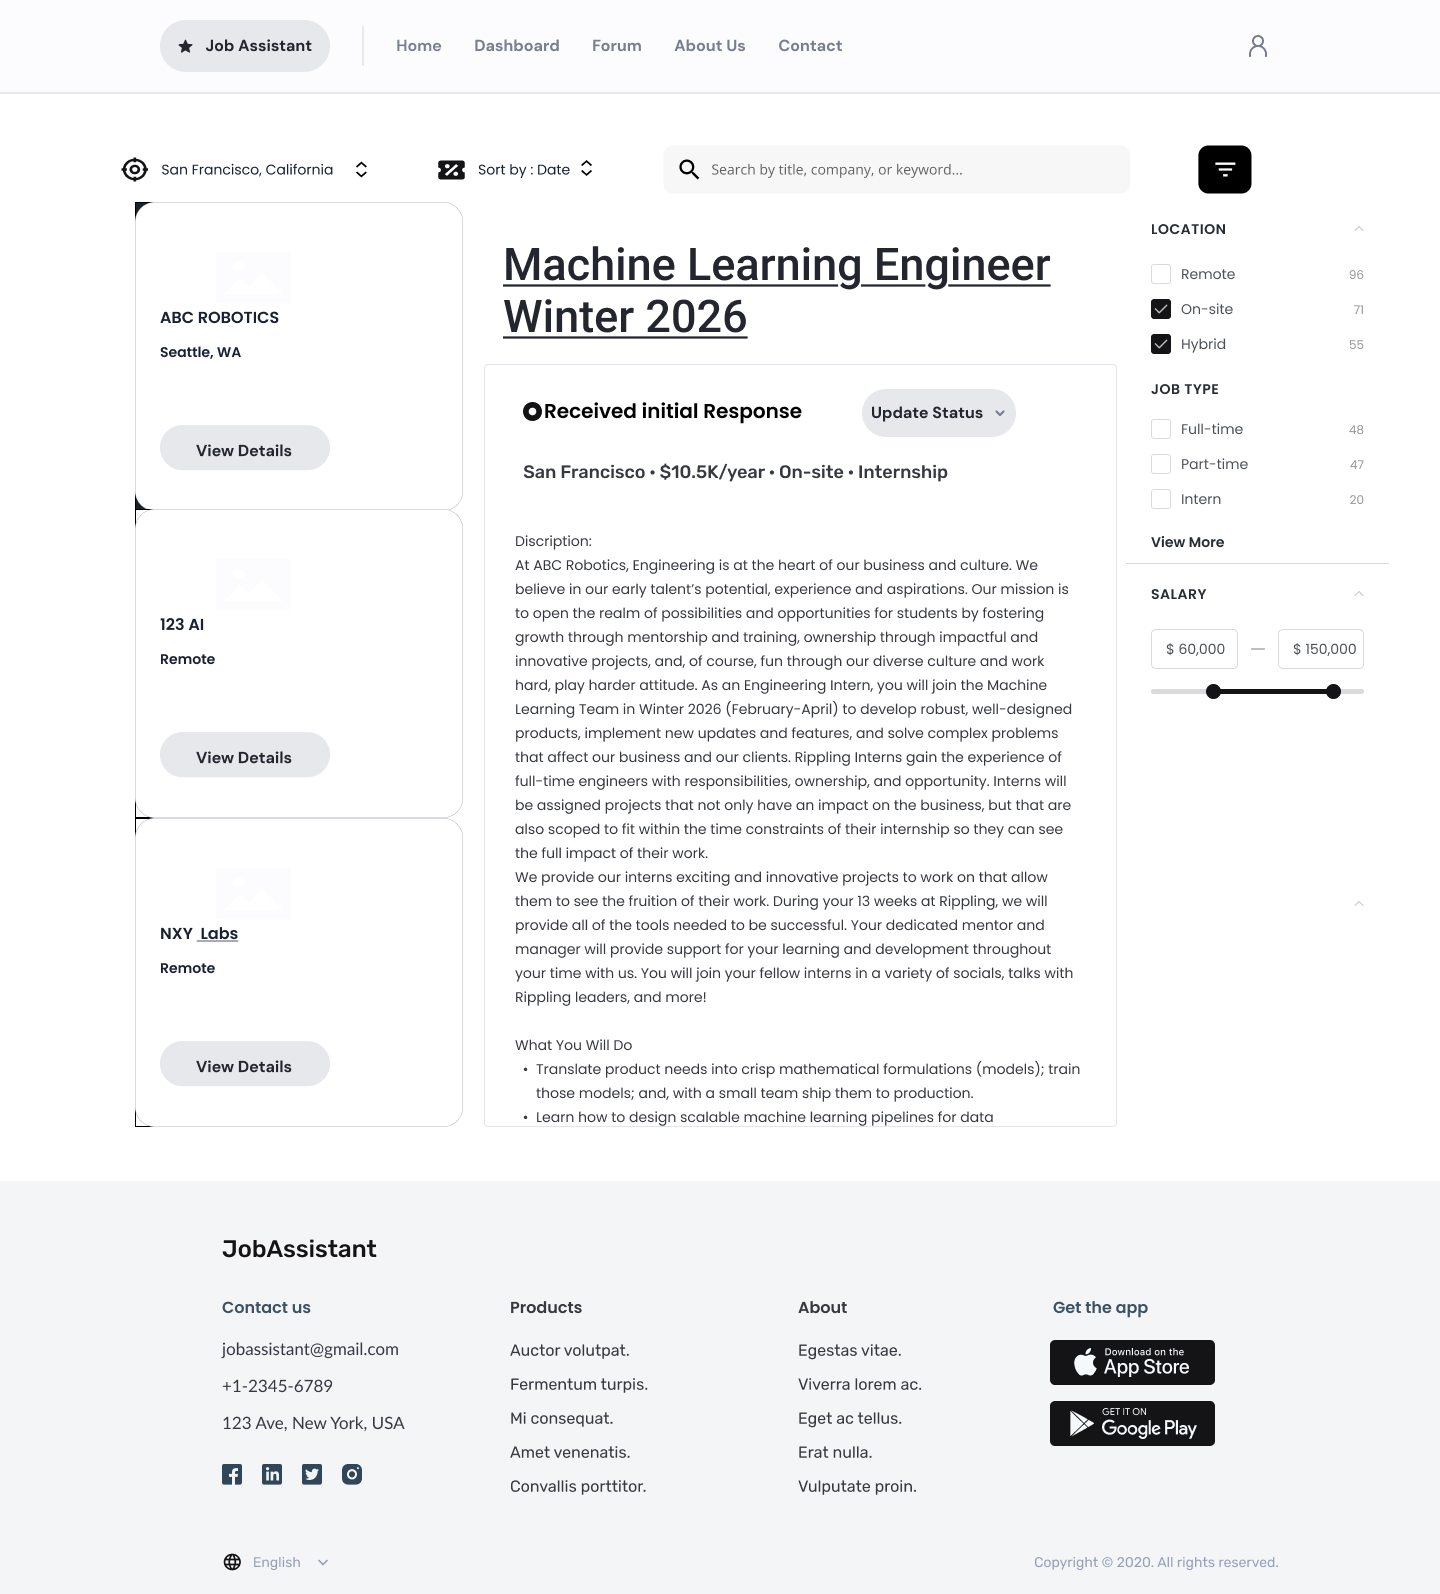 Job Assistant
Home
Dashboard
Forum
About Us
Contact
San Francisco, California
Sort by : Date
Search by title, company, or keyword...
ABC ROBOTICS
Seattle, WA
View Details
123 AI
Remote
View Details
NXY Labs
Remote
View Details
Machine Learning Engineer
Winter 2026
Received initial Response
Update Status
San Francisco • $10.5K/year • On-site • Internship
Discription:
At ABC Robotics, Engineering is at the heart of our business and culture. We
believe in our early talent’s potential, experience and aspirations. Our mission is
to open the realm of possibilities and opportunities for students by fostering
growth through mentorship and training, ownership through impactful and
innovative projects, and, of course, fun through our diverse culture and work
hard, play harder attitude. As an Engineering Intern, you will join the Machine
Learning Team in Winter 2026 (February-April) to develop robust, well-designed
products, implement new updates and features, and solve complex problems
that affect our business and our clients. Rippling Interns gain the experience of
full-time engineers with responsibilities, ownership, and opportunity. Interns will
be assigned projects that not only have an impact on the business, but that are
also scoped to fit within the time constraints of their internship so they can see
the full impact of their work.
We provide our interns exciting and innovative projects to work on that allow
them to see the fruition of their work. During your 13 weeks at Rippling, we will
provide all of the tools needed to be successful. Your dedicated mentor and
manager will provide support for your learning and development throughout
your time with us. You will join your fellow interns in a variety of socials, talks with
Rippling leaders, and more!
What You Will Do
• Translate product needs into crisp mathematical formulations (models); train
those models; and, with a small team ship them to production.
• Learn how to design scalable machine learning pipelines for data
LOCATION
Remote 96
On-site 71
Hybrid 55
JOB TYPE
Full-time 48
Part-time 47
Intern 20
View More
SALARY
$ 60,000 — $ 150,000
JobAssistant
Contact us
jobassistant@gmail.com
+1-2345-6789
123 Ave, New York, USA
Products
Auctor volutpat.
Fermentum turpis.
Mi consequat.
Amet venenatis.
Convallis porttitor.
About
Egestas vitae.
Viverra lorem ac.
Eget ac tellus.
Erat nulla.
Vulputate proin.
Get the app
Download on the
App Store
GET IT ON
Google Play
English
Copyright © 2020. All rights reserved.